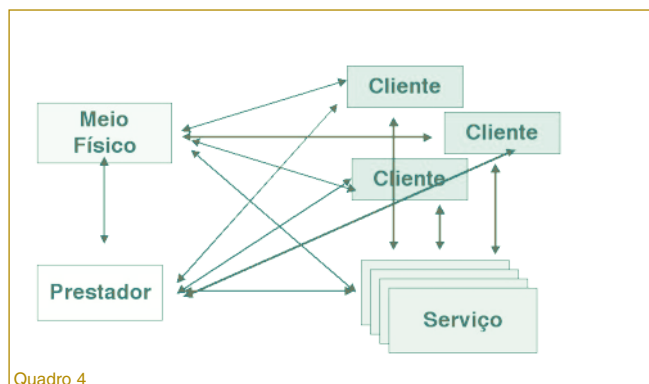 Cliente
Meio
Físico
Cliente
Cliente
Prestador
Serviço
Quadro 4